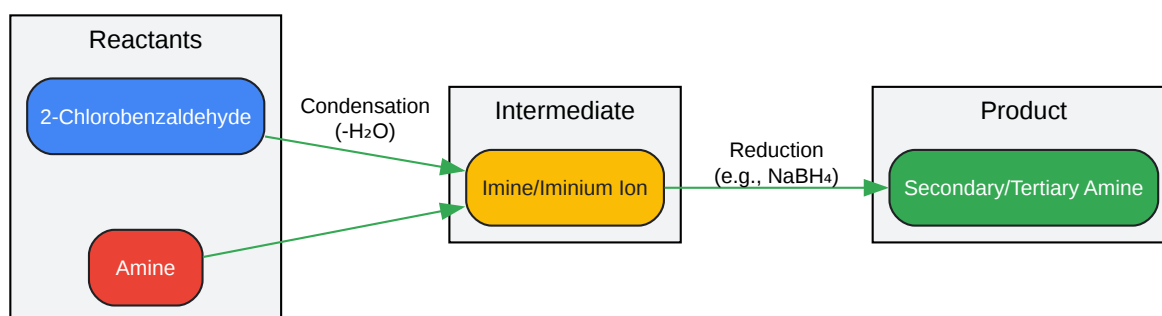 Reactants
2-Chlorobenzaldehyde
Amine
Condensation
(-H₂O)
Intermediate
Imine/Iminium Ion
Reduction
(e.g., NaBH₄)
Product
Secondary/Tertiary Amine